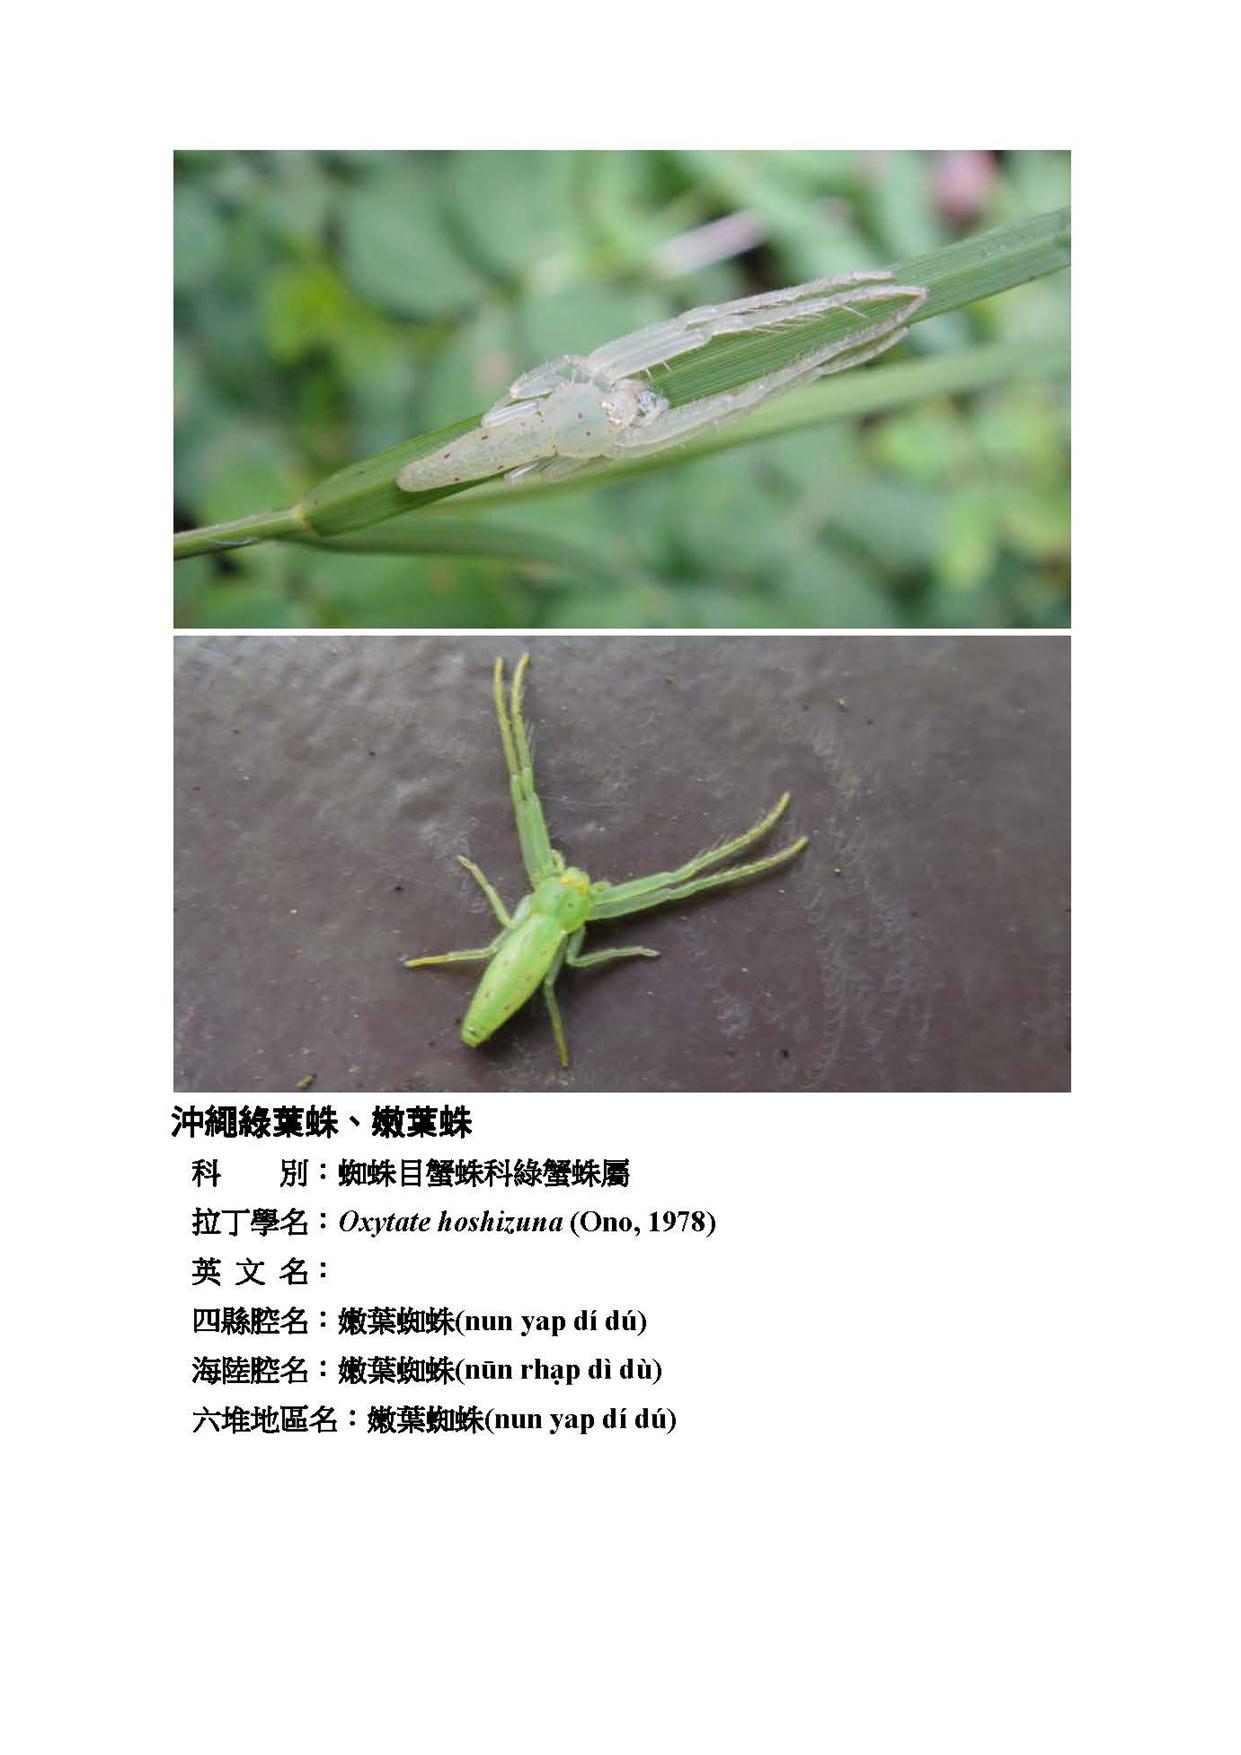 沖繩綠葉蛛、嫩葉蛛
科　　別：蜘蛛目蟹蛛科綠蟹蛛屬
拉丁學名：Oxytate hoshizuna (Ono, 1978)
英 文 名：
四縣腔名：嫩葉蜘蛛(nun yap dí dú)
海陸腔名：嫩葉蜘蛛(nūn rhạp dì dù)
六堆地區名：嫩葉蜘蛛(nun yap dí dú)